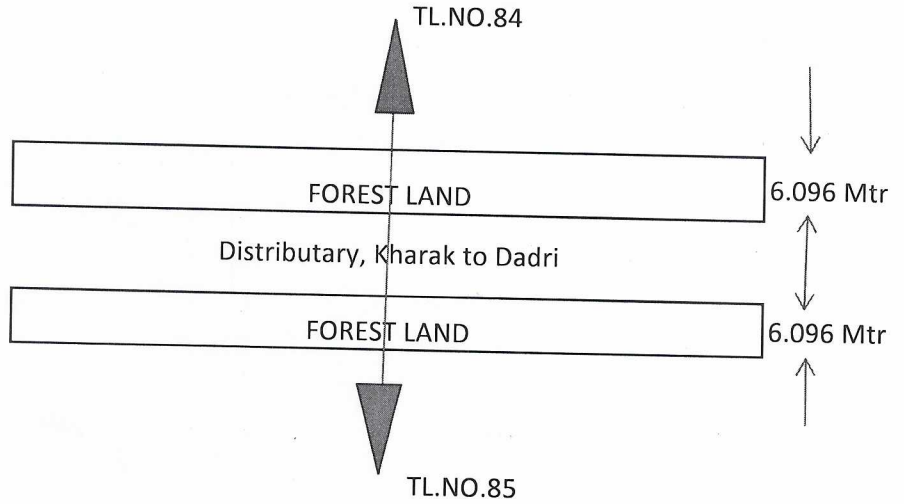 TL.NO.84
FOREST LAND
6.096 Mtr
Distributary, Kharak to Dadri
FOREST LAND
6.096 Mtr
TL.NO.85